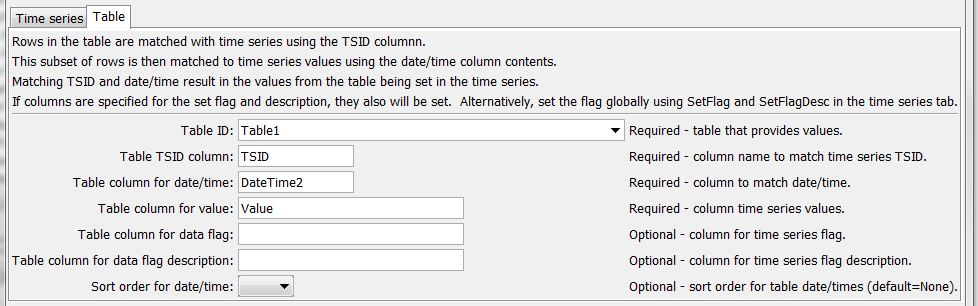 Time series Table
Rows in the table are matched with time series using the TSID columnn.
This subset of rows is then matched to time series values using the date/time column contents.
Matching TSID and date/time result in the values from the table being set in the time series.
If columns are specified for the set flag and description, they also will be set.  Alternatively, set the flag globally using SetFlag and SetFlagDesc in the time series tab.
Table ID: Table1 Required - table that provides values.
Table TSID column: TSID Required - column name to match time series TSID.
Table column for date/time: DateTime2 Required - column to match date/time.
Table column for value: Value Required - column time series values.
Table column for data flag: Optional - column for time series flag.
Table column for data flag description: Optional - column for time series flag description.
Sort order for date/time: Optional - sort order for table date/times (default=None).